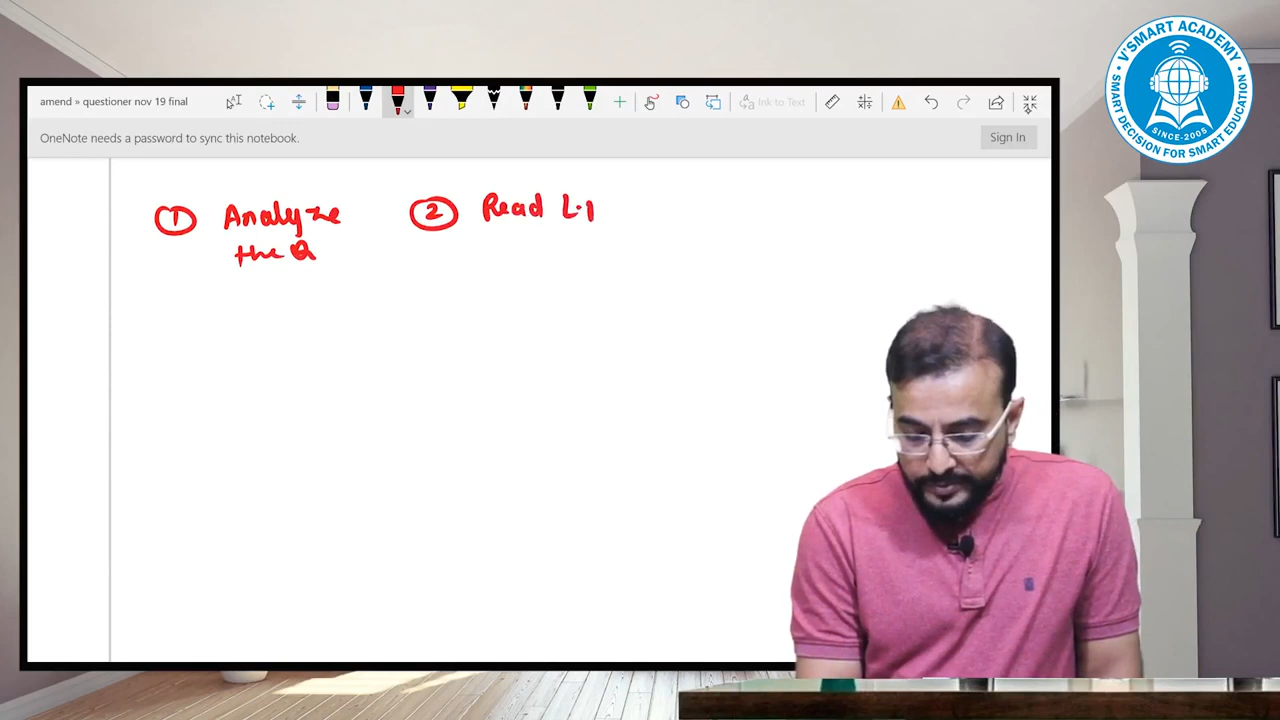 V'SMART ACADEMY
SMART DECISION FOR SMART EDUCATION
SINCE-2005
amend » questioner nov 19 final
Ink to Text
OneNote needs a password to sync this notebook.
Sign In
① Analyze
the Q
② Read L.1